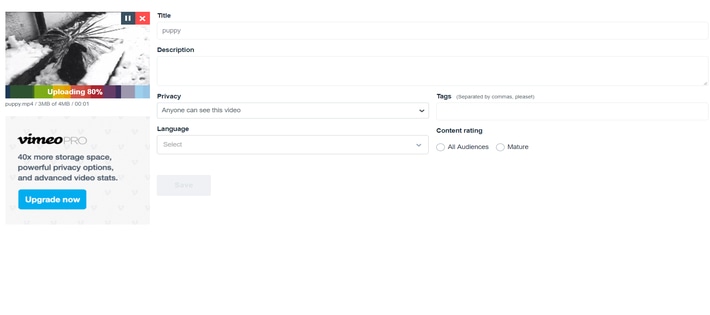 Uploading 80%
puppy.mp4 / 3MB of 4MB / 00:01
vimeo PRO
40x more storage space,
powerful privacy options,
and advanced video stats.
Upgrade now
Title
puppy
Description
Privacy
Anyone can see this video
Language
Select
Tags (Separated by commas, please!)
Content rating
All Audiences
Mature
Save